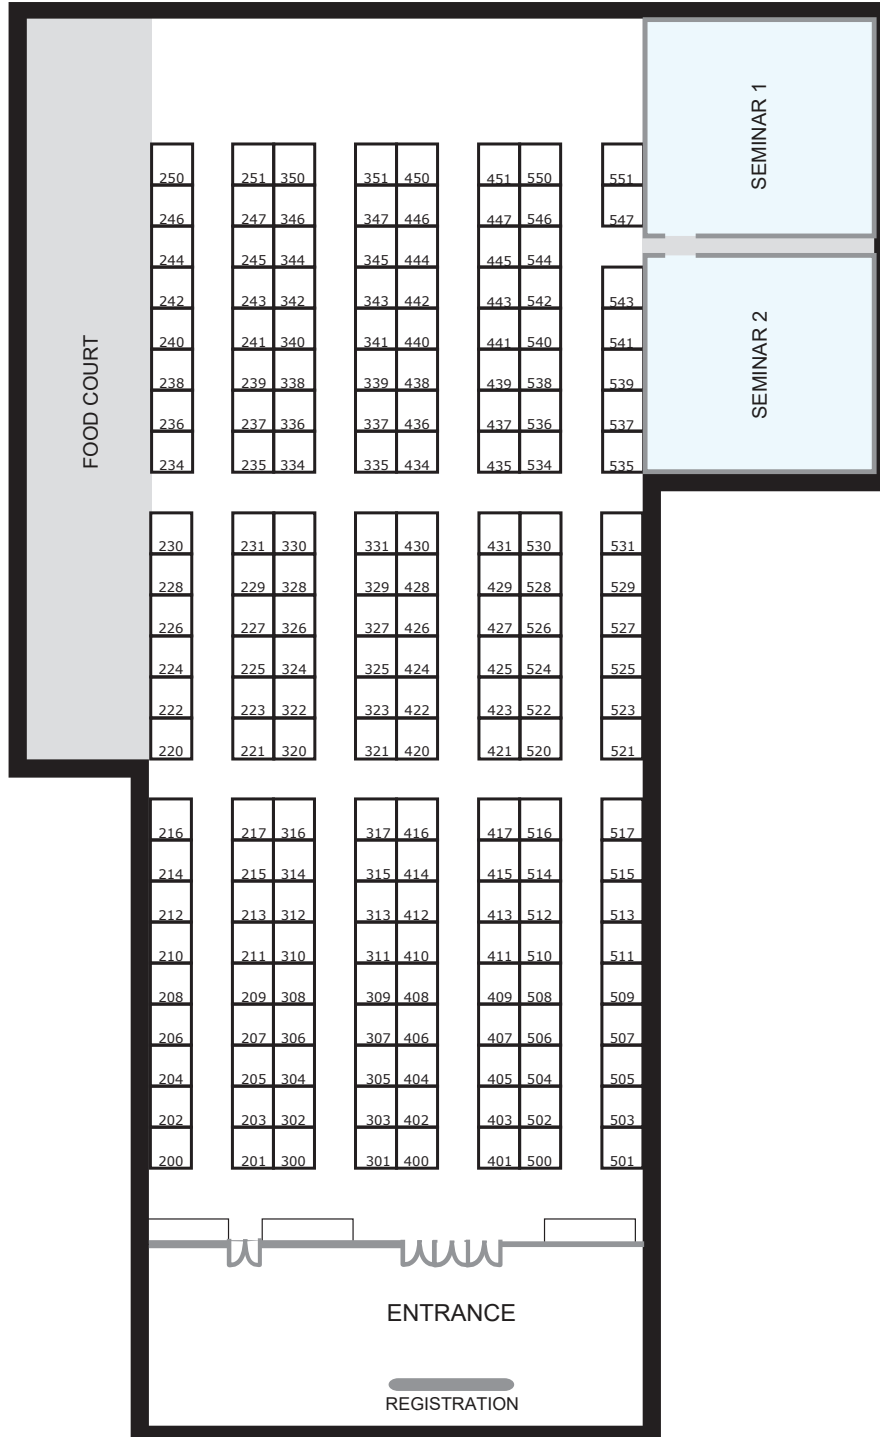 SEMINAR 1
250 251 350 351 450 451 550 551
246 247 346 347 446 447 546 547
244 245 344 345 444 445 544
242 243 342 343 442 443 542 543
240 241 340 341 440 441 540 541
SEMINAR 2
FOOD COURT
238 239 338 339 438 439 538 539
236 237 336 337 436 437 536 537
234 235 334 335 434 435 534 535
230 231 330 331 430 431 530 531
228 229 328 329 428 429 528 529
226 227 326 327 426 427 526 527
224 225 324 325 424 425 524 525
222 223 322 323 422 423 522 523
220 221 320 321 420 421 520 521
216 217 316 317 416 417 516 517
214 215 314 315 414 415 514 515
212 213 312 313 412 413 512 513
210 211 310 311 410 411 510 511
208 209 308 309 408 409 508 509
206 207 306 307 406 407 506 507
204 205 304 305 404 405 504 505
202 203 302 303 402 403 502 503
200 201 300 301 400 401 500 501
ENTRANCE
REGISTRATION